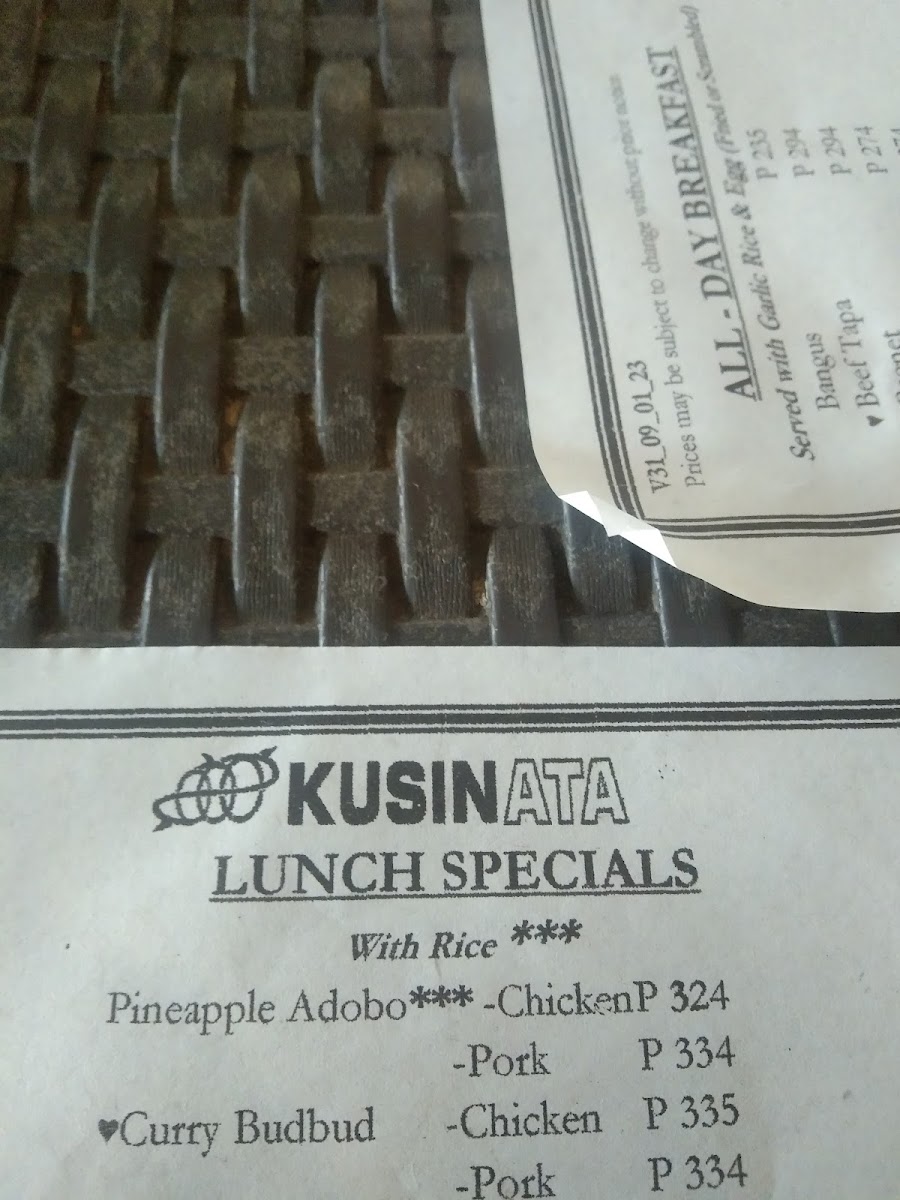 V31_09_01_23
Prices may be subject to change without prior notice
ALL - DAY BREAKFAST
Served with Garlic Rice & Egg (Fried or Scrambled)
Bangus P 235
♥Beef Tapa P 294
P 294
P 274
KUSINATA
LUNCH SPECIALS
With Rice ***
Pineapple Adobo*** -Chicken P 324
-Pork P 334
♥Curry Budbud -Chicken P 335
-Pork P 334